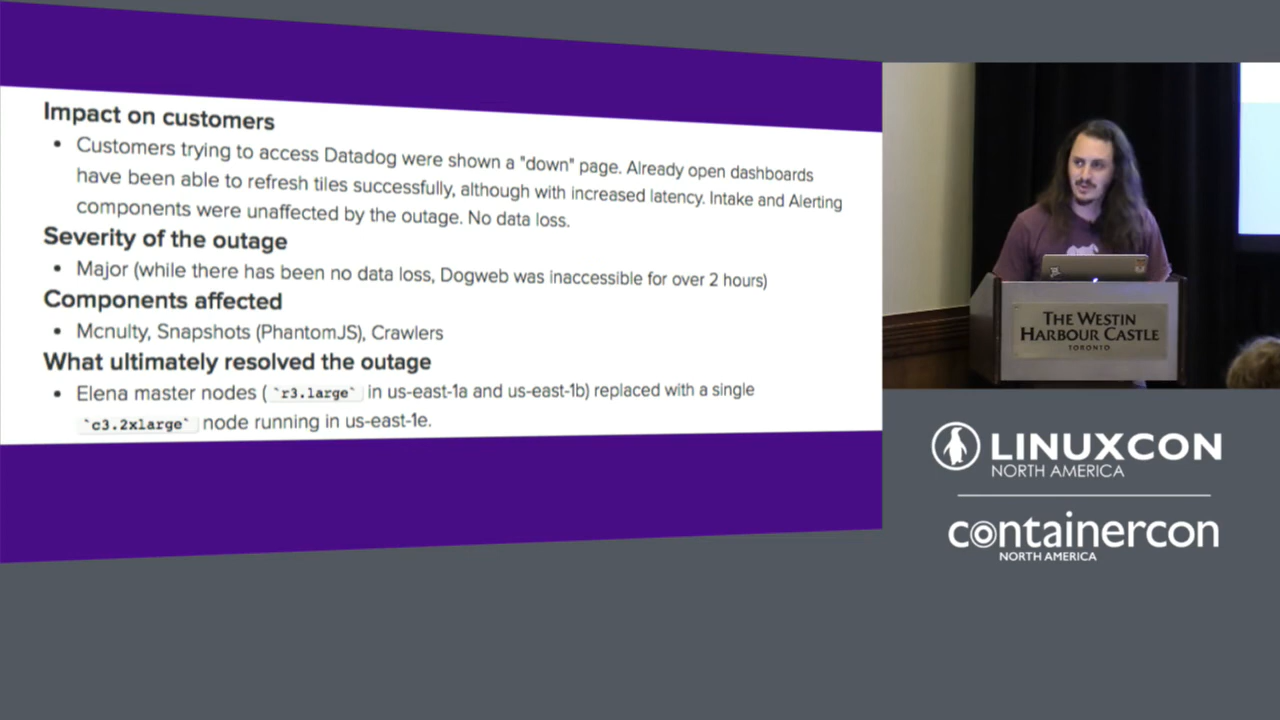 Impact on customers
• Customers trying to access Datadog were shown a "down" page. Already open dashboards
have been able to refresh tiles successfully, although with increased latency. Intake and Alerting
components were unaffected by the outage. No data loss.
Severity of the outage
• Major (while there has been no data loss, Dogweb was inaccessible for over 2 hours)
Components affected
• Mcnulty, Snapshots (PhantomJS), Crawlers
What ultimately resolved the outage
• Elena master nodes ( `r3.large` in us-east-1a and us-east-1b) replaced with a single
`c3.2xlarge` node running in us-east-1e.
THE WESTIN
HARBOUR CASTLE
TORONTO
LINUXCON
NORTH AMERICA
containercon
NORTH AMERICA